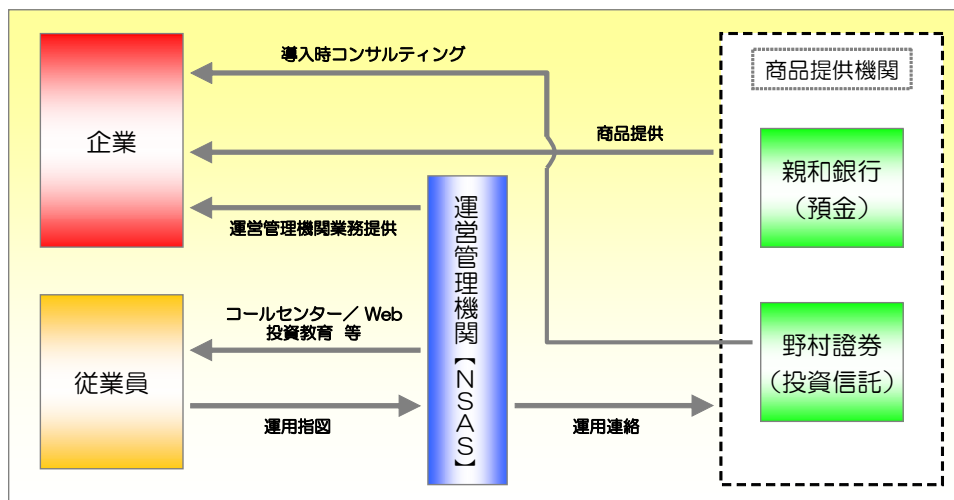 導入時コンサルティング
商品提供機関
企業
商品提供
親和銀行
（預金）
運営管理機関業務提供
運営管理機関【NSAS】
コールセンター／ Web
投資教育 等
野村證券
（投資信託）
従業員
運用指図
運用連絡